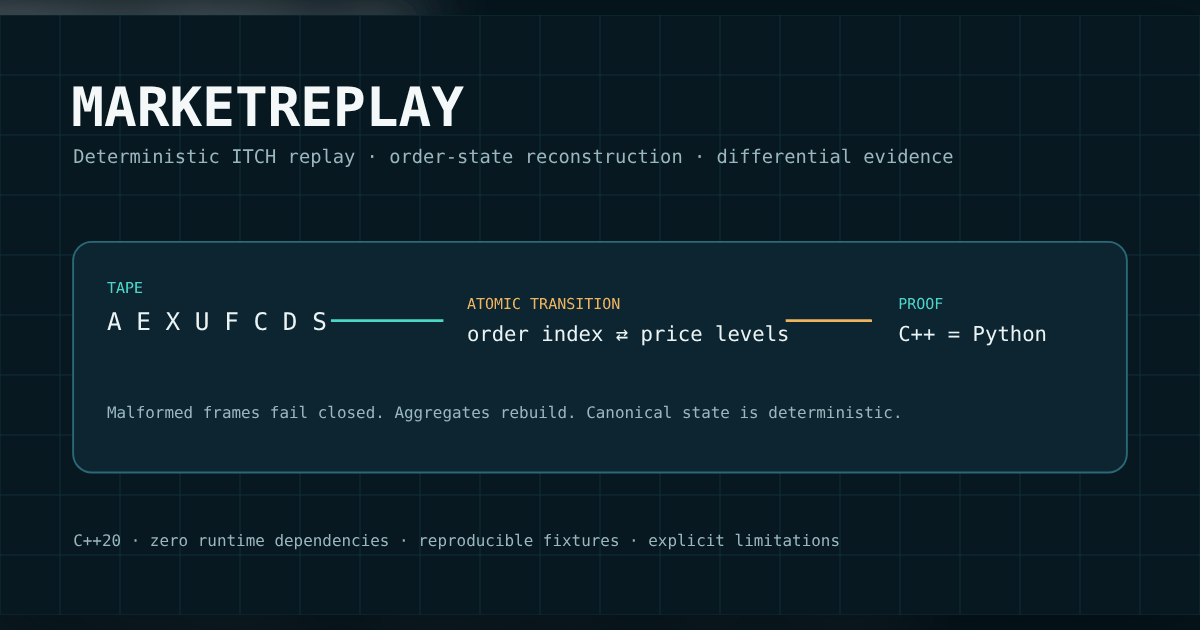 MARKETREPLAY
Deterministic ITCH replay · order-state reconstruction · differential evidence
TAPE
A E X U F C D S
ATOMIC TRANSITION
order index ⇄ price levels
PROOF
C++ = Python
Malformed frames fail closed. Aggregates rebuild. Canonical state is deterministic.
C++20 · zero runtime dependencies · reproducible fixtures · explicit limitations